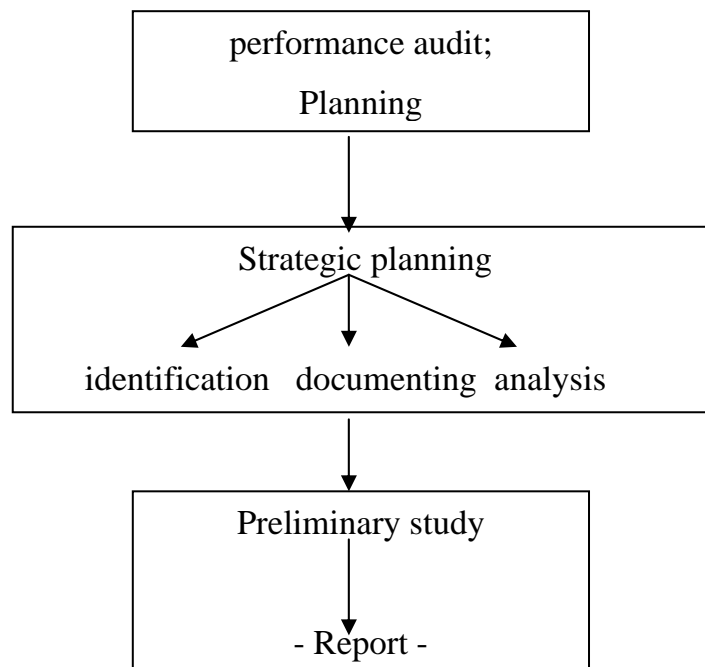 performance audit;
Planning
Strategic planning
identification documenting analysis
Preliminary study
- Report -